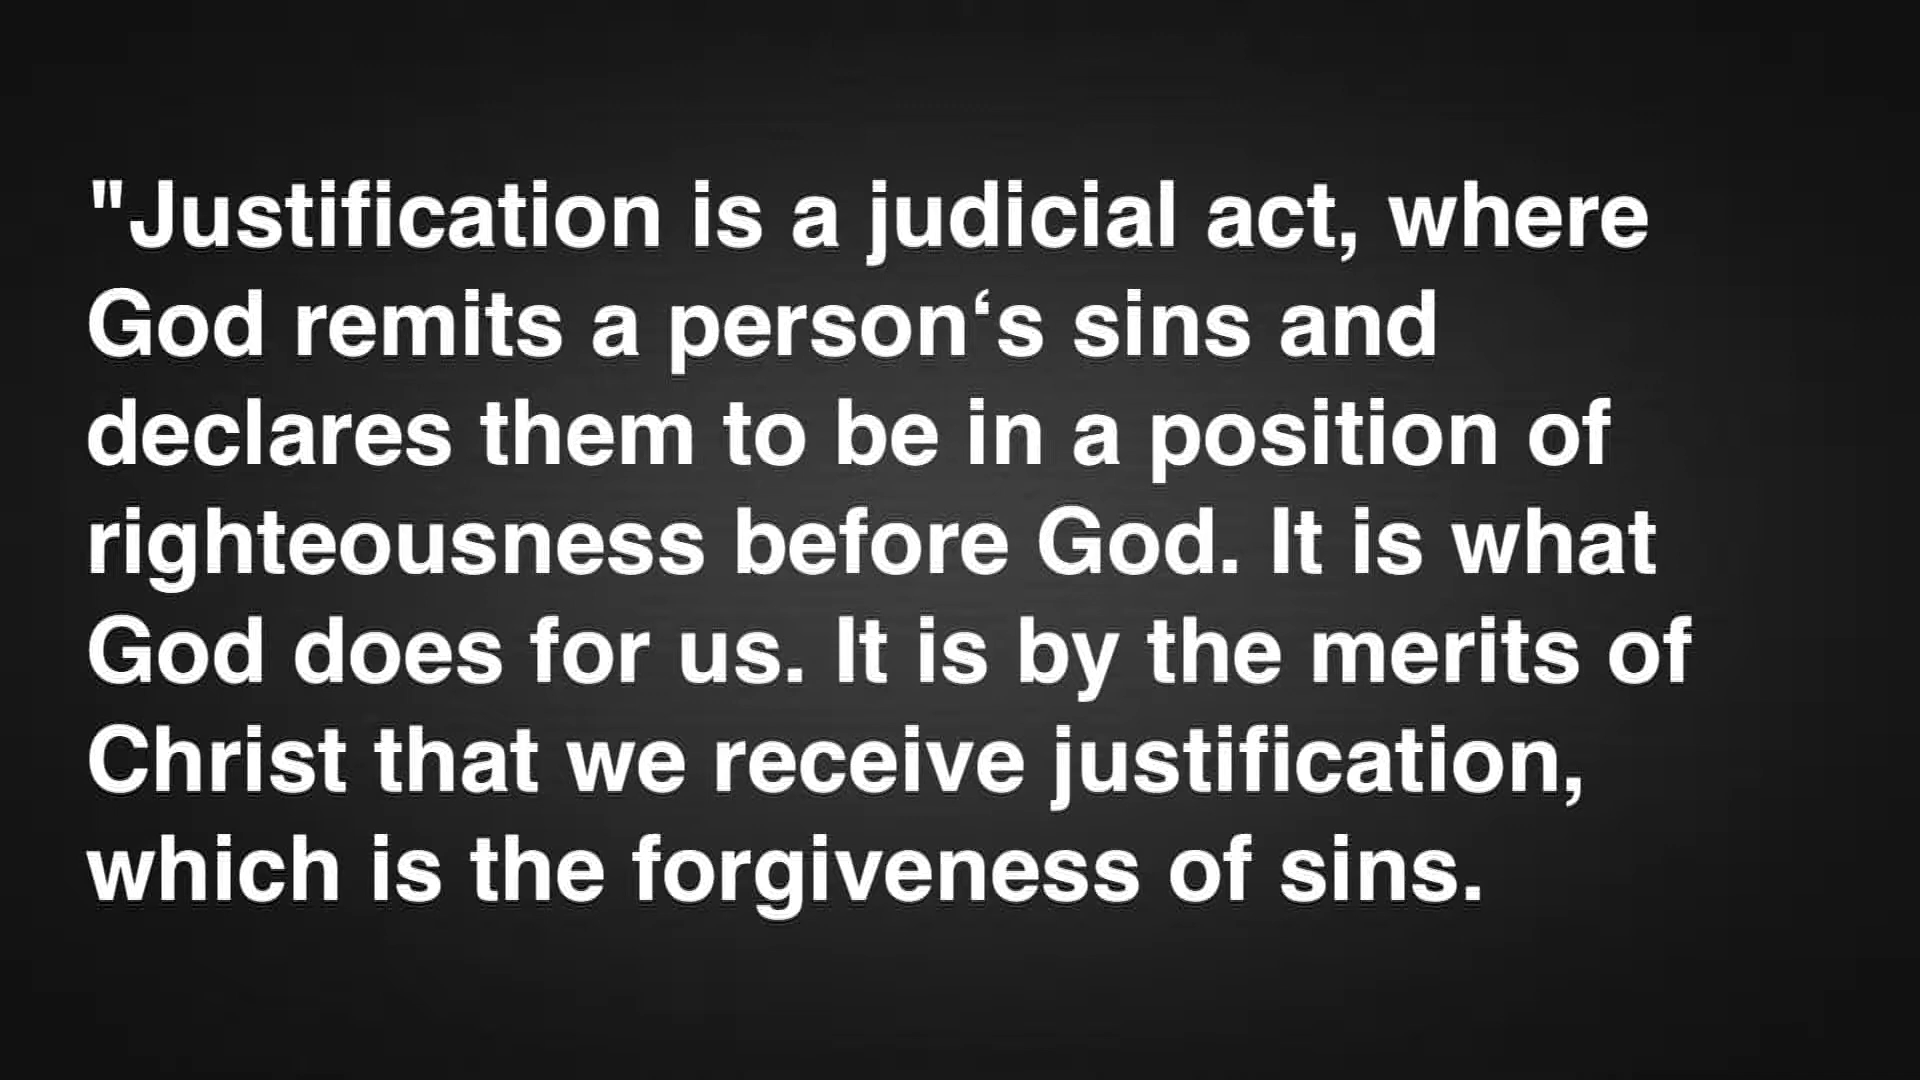 "Justification is a judicial act, where
God remits a person‘s sins and
declares them to be in a position of
righteousness before God. It is what
God does for us. It is by the merits of
Christ that we receive justification,
which is the forgiveness of sins.